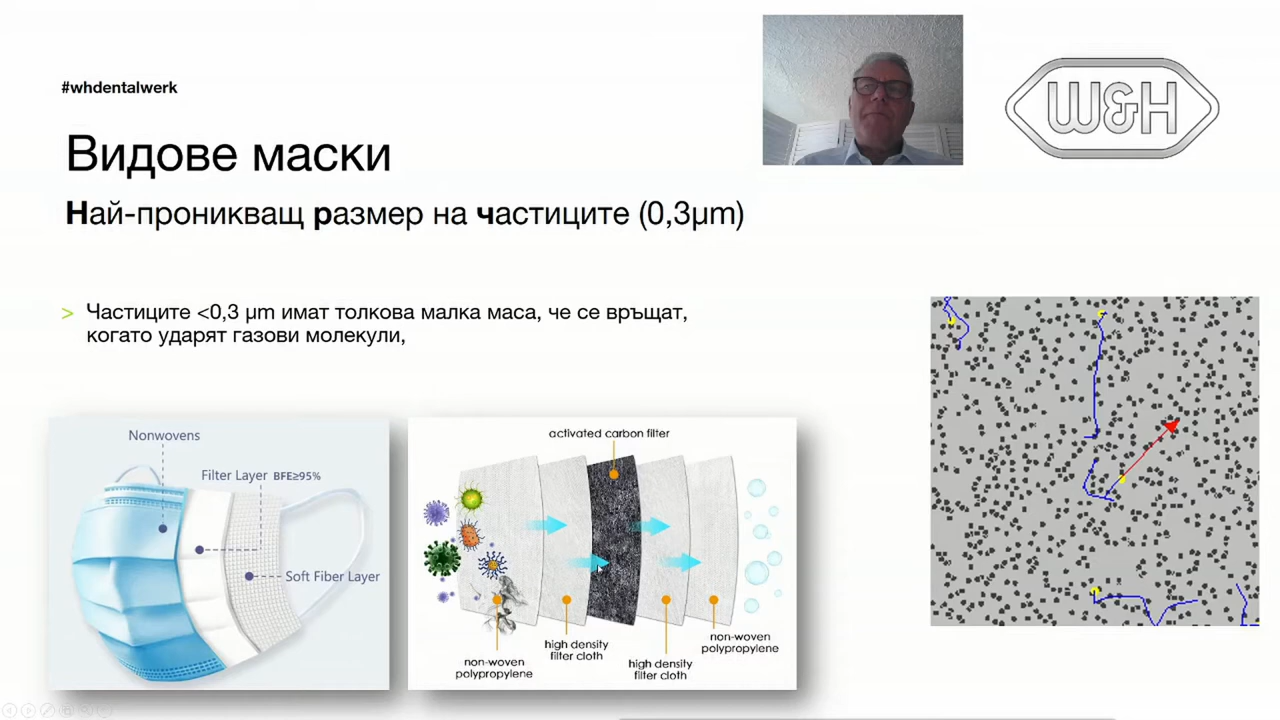 #whdentalwerk
W&H
Видове маски
Най-проникващ размер на частиците (0,3µm)
> Частиците <0,3 µm имат толкова малка маса, че се връщат,
когато ударят газови молекули,
Nonwovens
Filter Layer BFE≥95%
Soft Fiber Layer
activated carbon filter
non-woven
polypropylene
high density
filter cloth
high density
filter cloth
non-woven
polypropylene